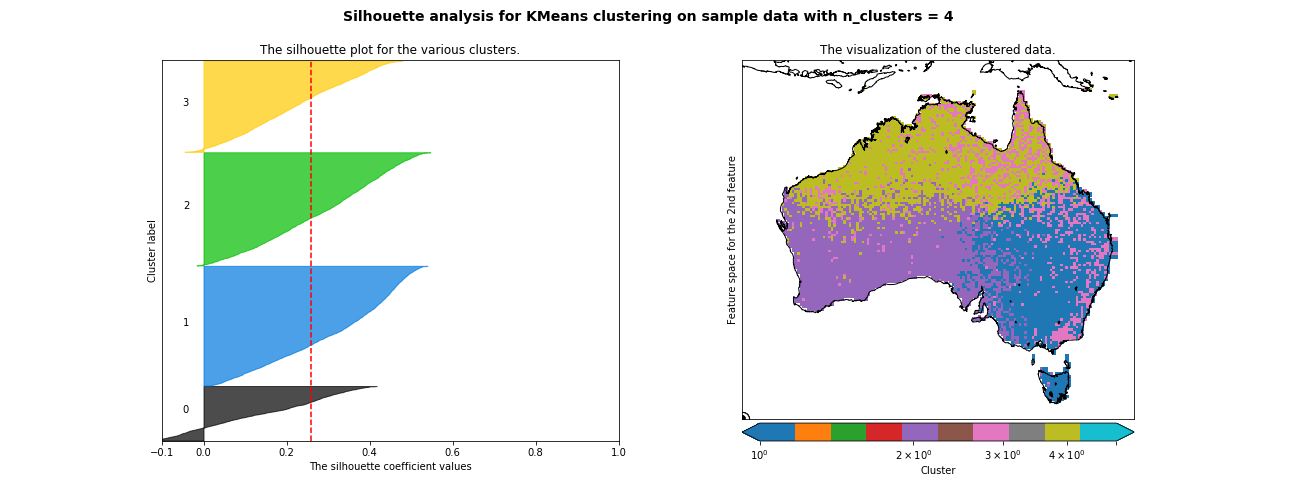 Silhouette analysis for KMeans clustering on sample data with n_clusters = 4
The silhouette plot for the various clusters.
3
2
1
0
Cluster label
−0.1 0.0 0.2 0.4 0.6 0.8 1.0
The silhouette coefficient values
The visualization of the clustered data.
Feature space for the 2nd feature
10⁰ 2 × 10⁰ 3 × 10⁰ 4 × 10⁰
Cluster